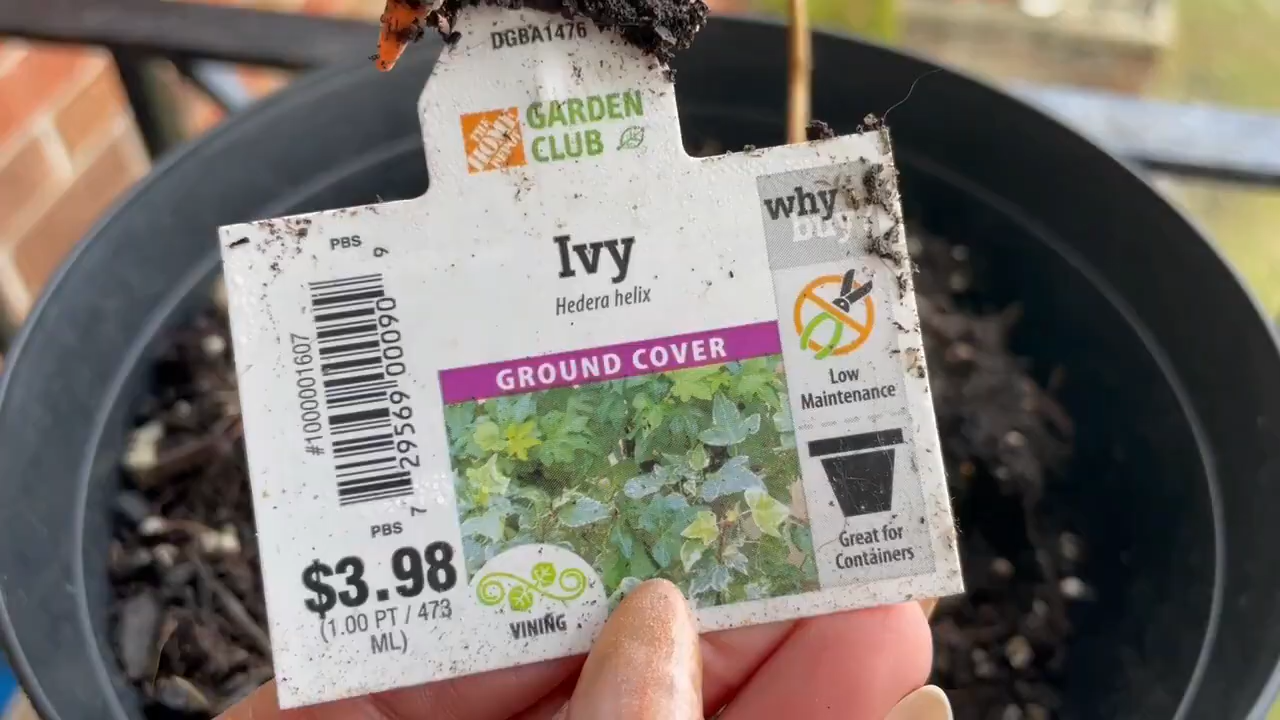 DGBA1476
THE HOME DEPOT
GARDEN
CLUB
why
buy
PBS
Ivy
Hedera helix
GROUND COVER
#1000001607
7 29569 00090 9
Low
Maintenance
PBS
$3.98
(1.00 PT / 473
ML)
VINING
Great for
Containers